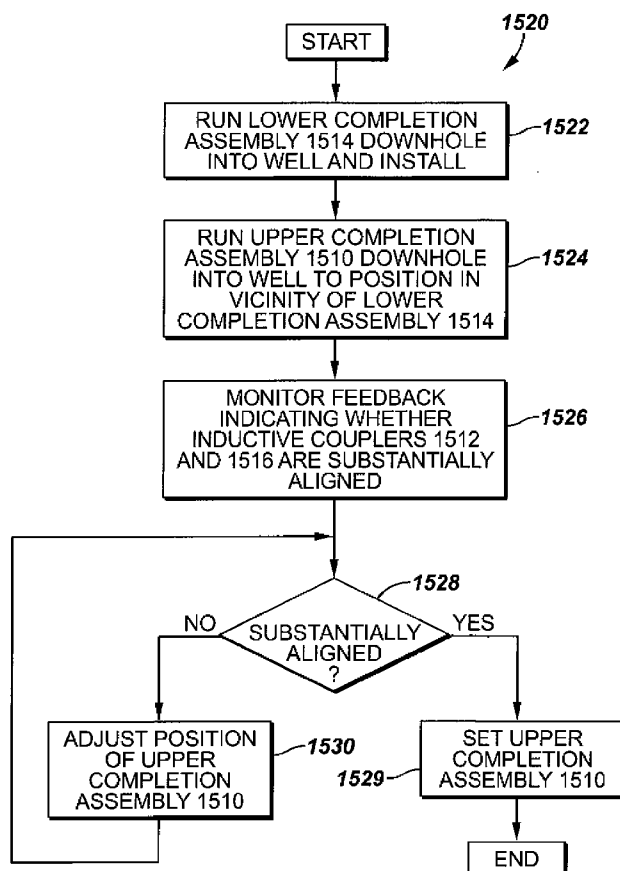 START
1520
RUN LOWER COMPLETION
ASSEMBLY 1514 DOWNHOLE
INTO WELL AND INSTALL
1522
RUN UPPER COMPLETION
ASSEMBLY 1510 DOWNHOLE
INTO WELL TO POSITION IN
VICINITY OF LOWER
COMPLETION ASSEMBLY 1514
1524
MONITOR FEEDBACK
INDICATING WHETHER
INDUCTIVE COUPLERS 1512
AND 1516 ARE SUBSTANTIALLY
ALIGNED
1526
1528
NO
SUBSTANTIALLY
ALIGNED
?
YES
ADJUST POSITION
OF UPPER
COMPLETION
ASSEMBLY 1510
1530
1529
SET UPPER
COMPLETION
ASSEMBLY 1510
END